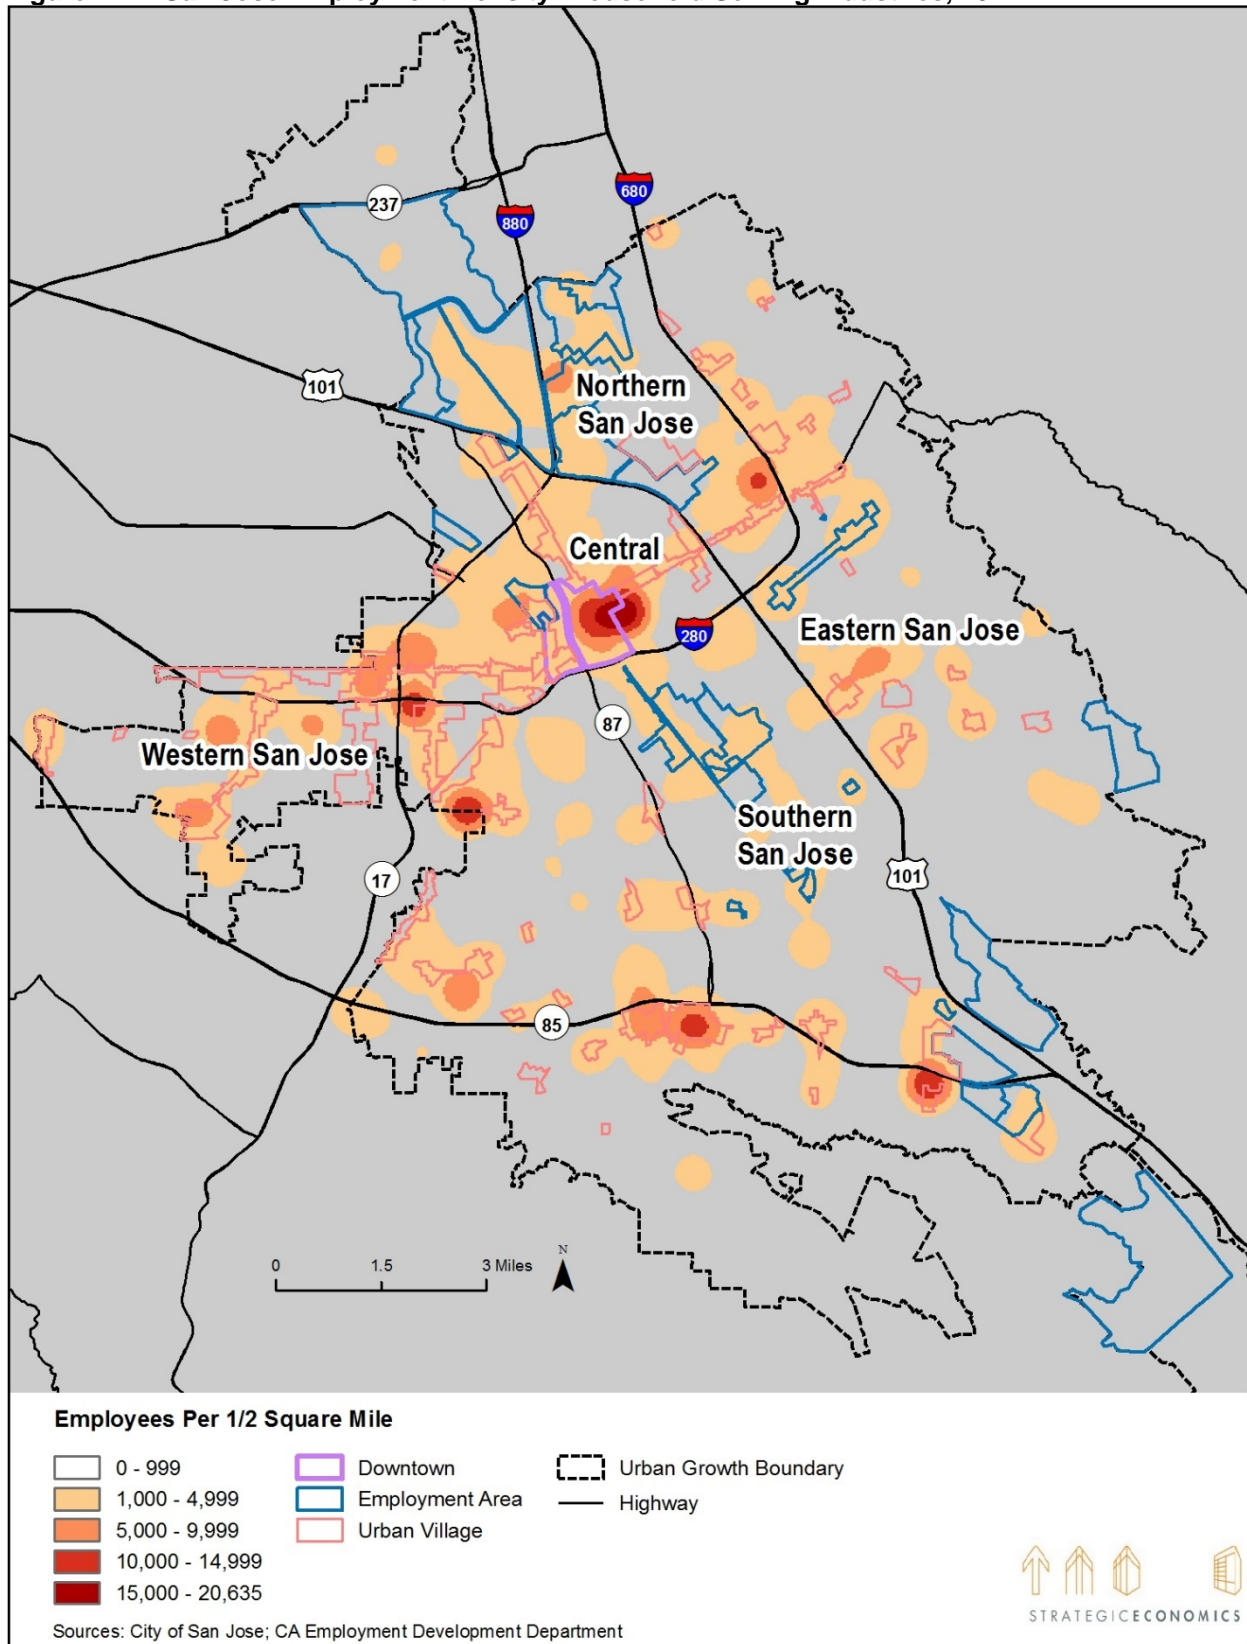 237
680
880
101
Northern
San Jose
Central
280
Eastern San Jose
87
Western San Jose
Southern
San Jose
17
101
85
0 1.5 3 Miles
N
Employees Per 1/2 Square Mile
0 - 999
1,000 - 4,999
5,000 - 9,999
10,000 - 14,999
15,000 - 20,635
Downtown
Employment Area
Urban Village
Urban Growth Boundary
Highway
STRATEGICECONOMICS
Sources: City of San Jose; CA Employment Development Department